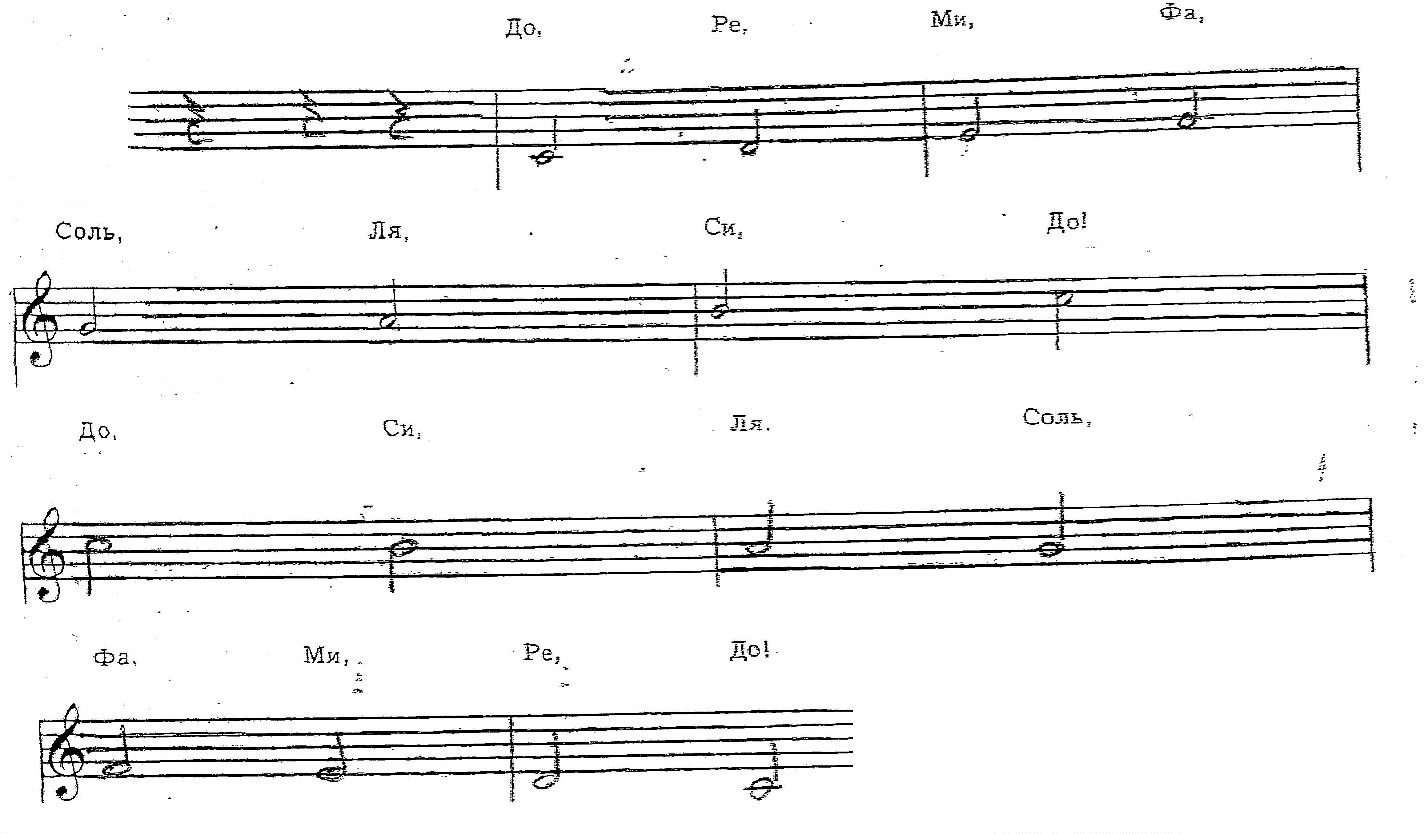 До, Ре, Ми, Фа,
Соль, Ля, Си, До!
До, Си, Ля. Соль,
Фа, Ми, Ре, До!